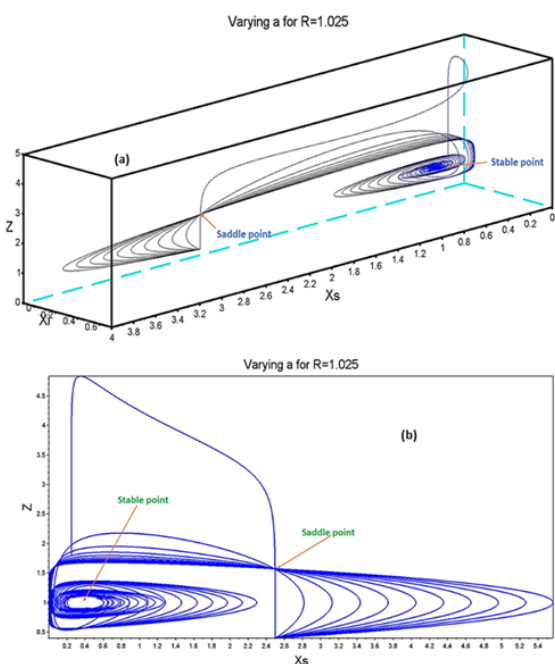 Varying a for R=1.025
(a)
5
4
3
2
1
0
Z
Stable point
Saddle point
0
0.2
0.4
0.6
Xr
4
3.8
3.6
3.4
3.2
3
2.8
2.6
2.4
2.2
2
1.8
1.6
1.4
1.2
1
0.8
0.6
0.4
0.2
0
Xs
Varying a for R=1.025
(b)
4.5
4
3.5
3
2.5
2
1.5
1
0.5
Z
Stable point
Saddle point
0.2 0.4 0.6 0.8 1 1.2 1.4 1.6 1.8 2 2.2 2.4 2.6 2.8 3 3.2 3.4 3.6 3.8 4 4.2 4.4 4.6 4.8 5 5.2 5.4
Xs